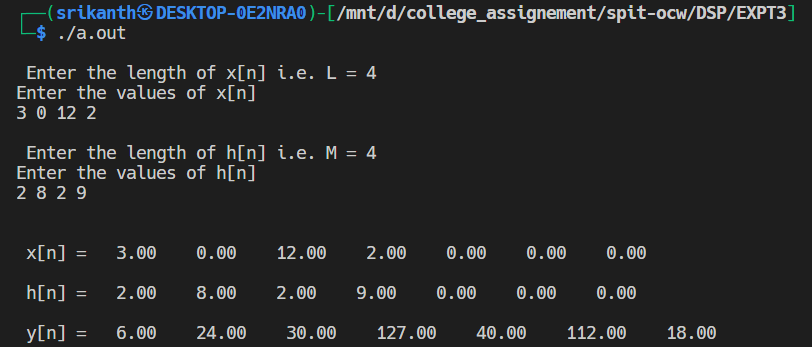 ┌──(srikanth㉿DESKTOP-0E2NRA0)-[/mnt/d/college_assignement/spit-ocw/DSP/EXPT3]
└─$ ./a.out
Enter the length of x[n] i.e. L = 4
Enter the values of x[n]
3 0 12 2
Enter the length of h[n] i.e. M = 4
Enter the values of h[n]
2 8 2 9
x[n] = 3.00 0.00 12.00 2.00 0.00 0.00 0.00
h[n] = 2.00 8.00 2.00 9.00 0.00 0.00 0.00
y[n] = 6.00 24.00 30.00 127.00 40.00 112.00 18.00